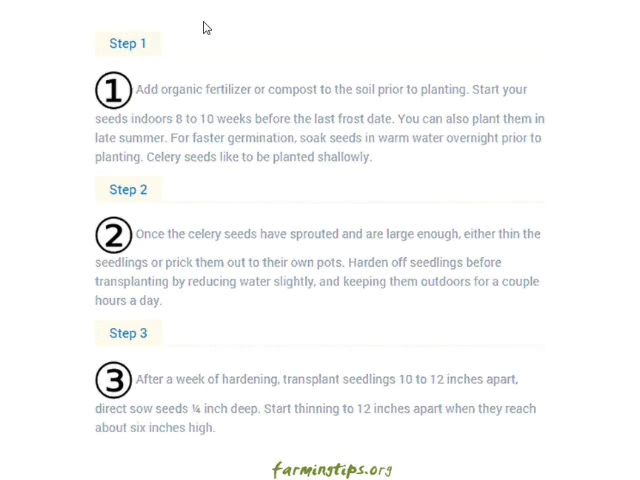 Step 1
① Add organic fertilizer or compost to the soil prior to planting. Start your
seeds indoors 8 to 10 weeks before the last frost date. You can also plant them in
late summer. For faster germination, soak seeds in warm water overnight prior to
planting. Celery seeds like to be planted shallowly.
Step 2
② Once the celery seeds have sprouted and are large enough, either thin the
seedlings or prick them out to their own pots. Harden off seedlings before
transplanting by reducing water slightly, and keeping them outdoors for a couple
hours a day.
Step 3
③ After a week of hardening, transplant seedlings 10 to 12 inches apart,
direct sow seeds ¼ inch deep. Start thinning to 12 inches apart when they reach
about six inches high.
farmingtips.org